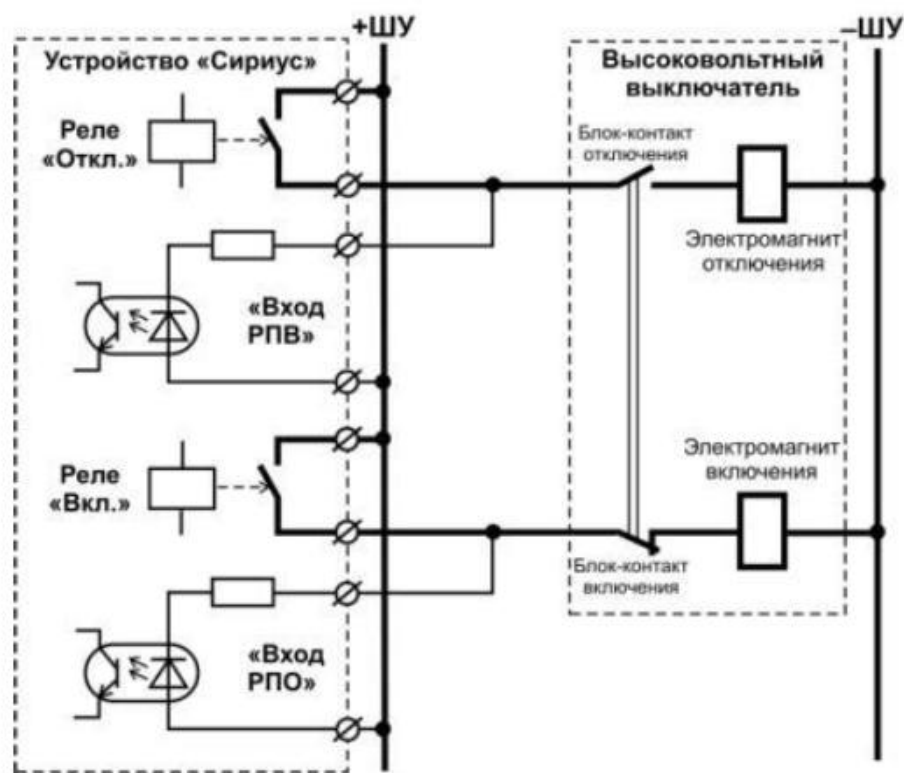 +ШУ
–ШУ
Устройство «Сириус»
Высоковольтный
выключатель
Реле
«Откл.»
Блок-контакт
отключения
Электромагнит
отключения
«Вход
РПВ»
Реле
«Вкл.»
Электромагнит
включения
Блок-контакт
включения
«Вход
РПО»